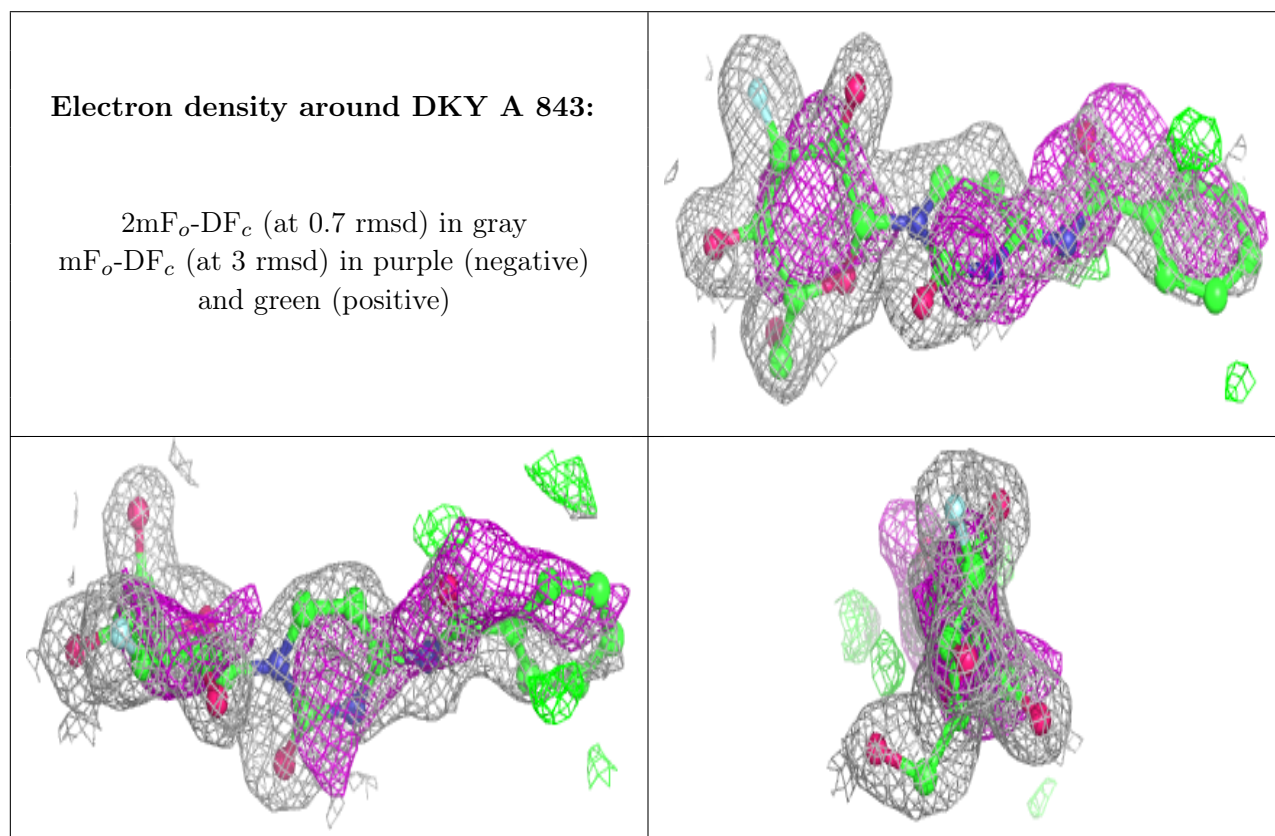 Electron density around DKY A 843:
2mFo-DFc (at 0.7 rmsd) in gray
mFo-DFc (at 3 rmsd) in purple (negative)
and green (positive)